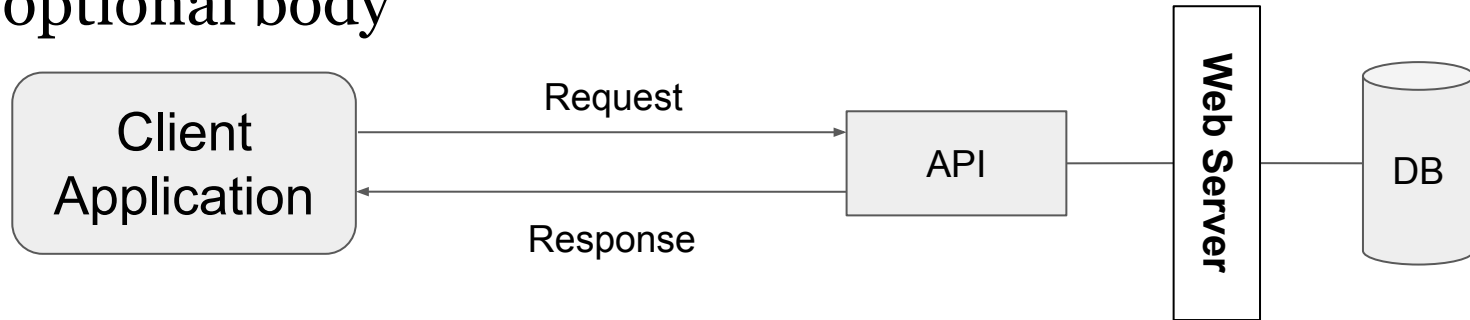 optional body
Request
Client
Application
API
Web Server
DB
Response